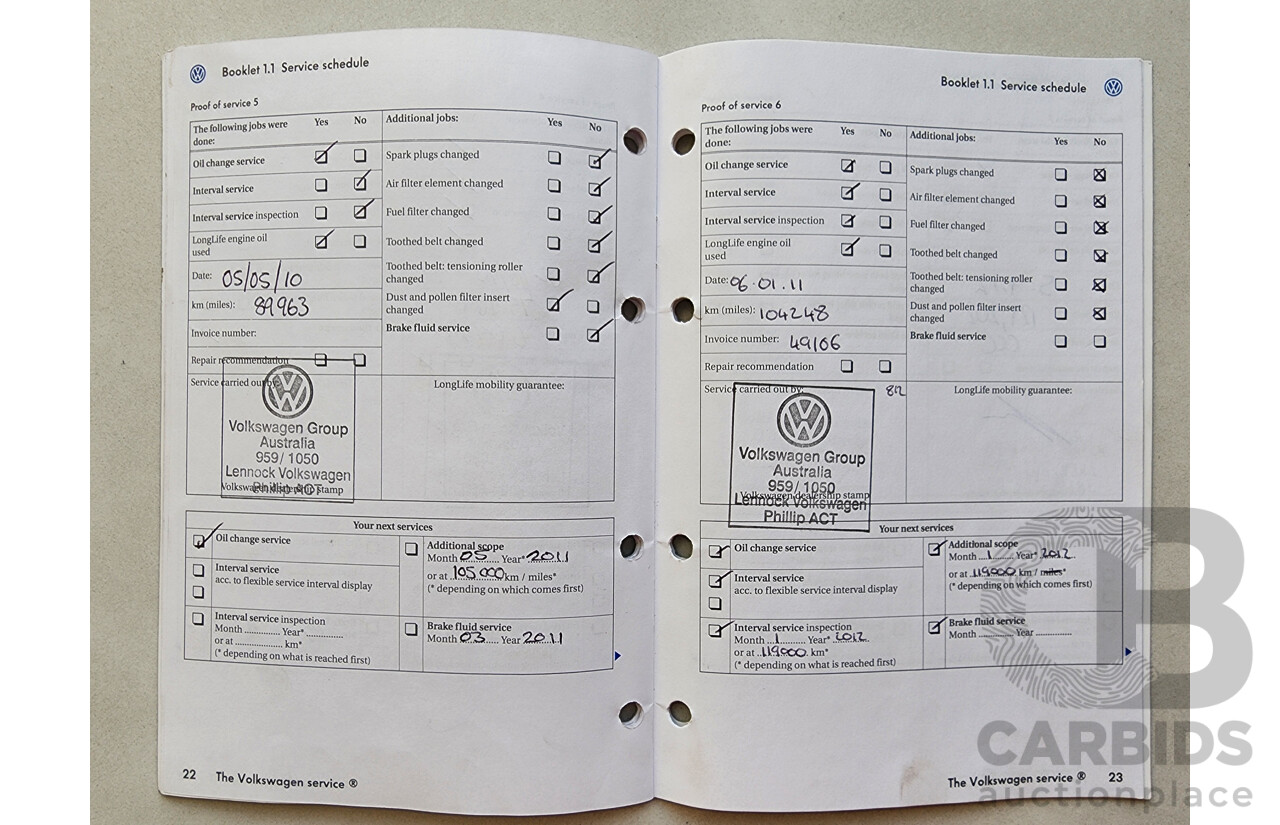 Booklet 1.1 Service schedule
Proof of service 5
The following jobs were done: Yes No
Oil change service
Interval service
Interval service inspection
LongLife engine oil
used
Date: 05/05/10
km (miles): 89963
Invoice number:
Repair recommendation
Additional jobs: Yes No
Spark plugs changed
Air filter element changed
Fuel filter changed
Toothed belt changed
Toothed belt: tensioning roller
changed
Dust and pollen filter insert
changed
Brake fluid service
Service carried out by:
Volkswagen Group
Australia
959/ 1050
Lennock Volkswagen
Phillip ACT
Volkswagen dealership stamp
LongLife mobility guarantee:
Your next services
Oil change service
Interval service
acc. to flexible service interval display
Interval service inspection
Month ............. Year* ..............
or at .................. km*
(* depending on what is reached first)
Additional scope
Month 05 Year* 2011
or at 105 000 km / miles*
(* depending on which comes first)
Brake fluid service
Month 03 Year 2011
22 The Volkswagen service ®
Booklet 1.1 Service schedule
Proof of service 6
The following jobs were Yes No
done:
Oil change service
Interval service
Interval service inspection
LongLife engine oil
used
Date: 06.01.11
km (miles): 104248
Invoice number: 49106
Repair recommendation
Additional jobs: Yes No
Spark plugs changed
Air filter element changed
Fuel filter changed
Toothed belt changed
Toothed belt: tensioning roller
changed
Dust and pollen filter insert
changed
Brake fluid service
Service carried out by:
Volkswagen Group
Australia
959/ 1050
Volkswagen dealership stamp
Lennock Volkswagen
Phillip ACT
LongLife mobility guarantee:
Your next services
Oil change service
Interval service
acc. to flexible service interval display
Interval service inspection
Month 1 Year* 2012
or at 119000 km*
(* depending on what is reached first)
Additional scope
Month 1 Year* 2012
or at 119000 km / miles*
(* depending on which comes first)
Brake fluid service
Month ............. Year .............
The Volkswagen service ® 23
CARBIDS
auctionplace